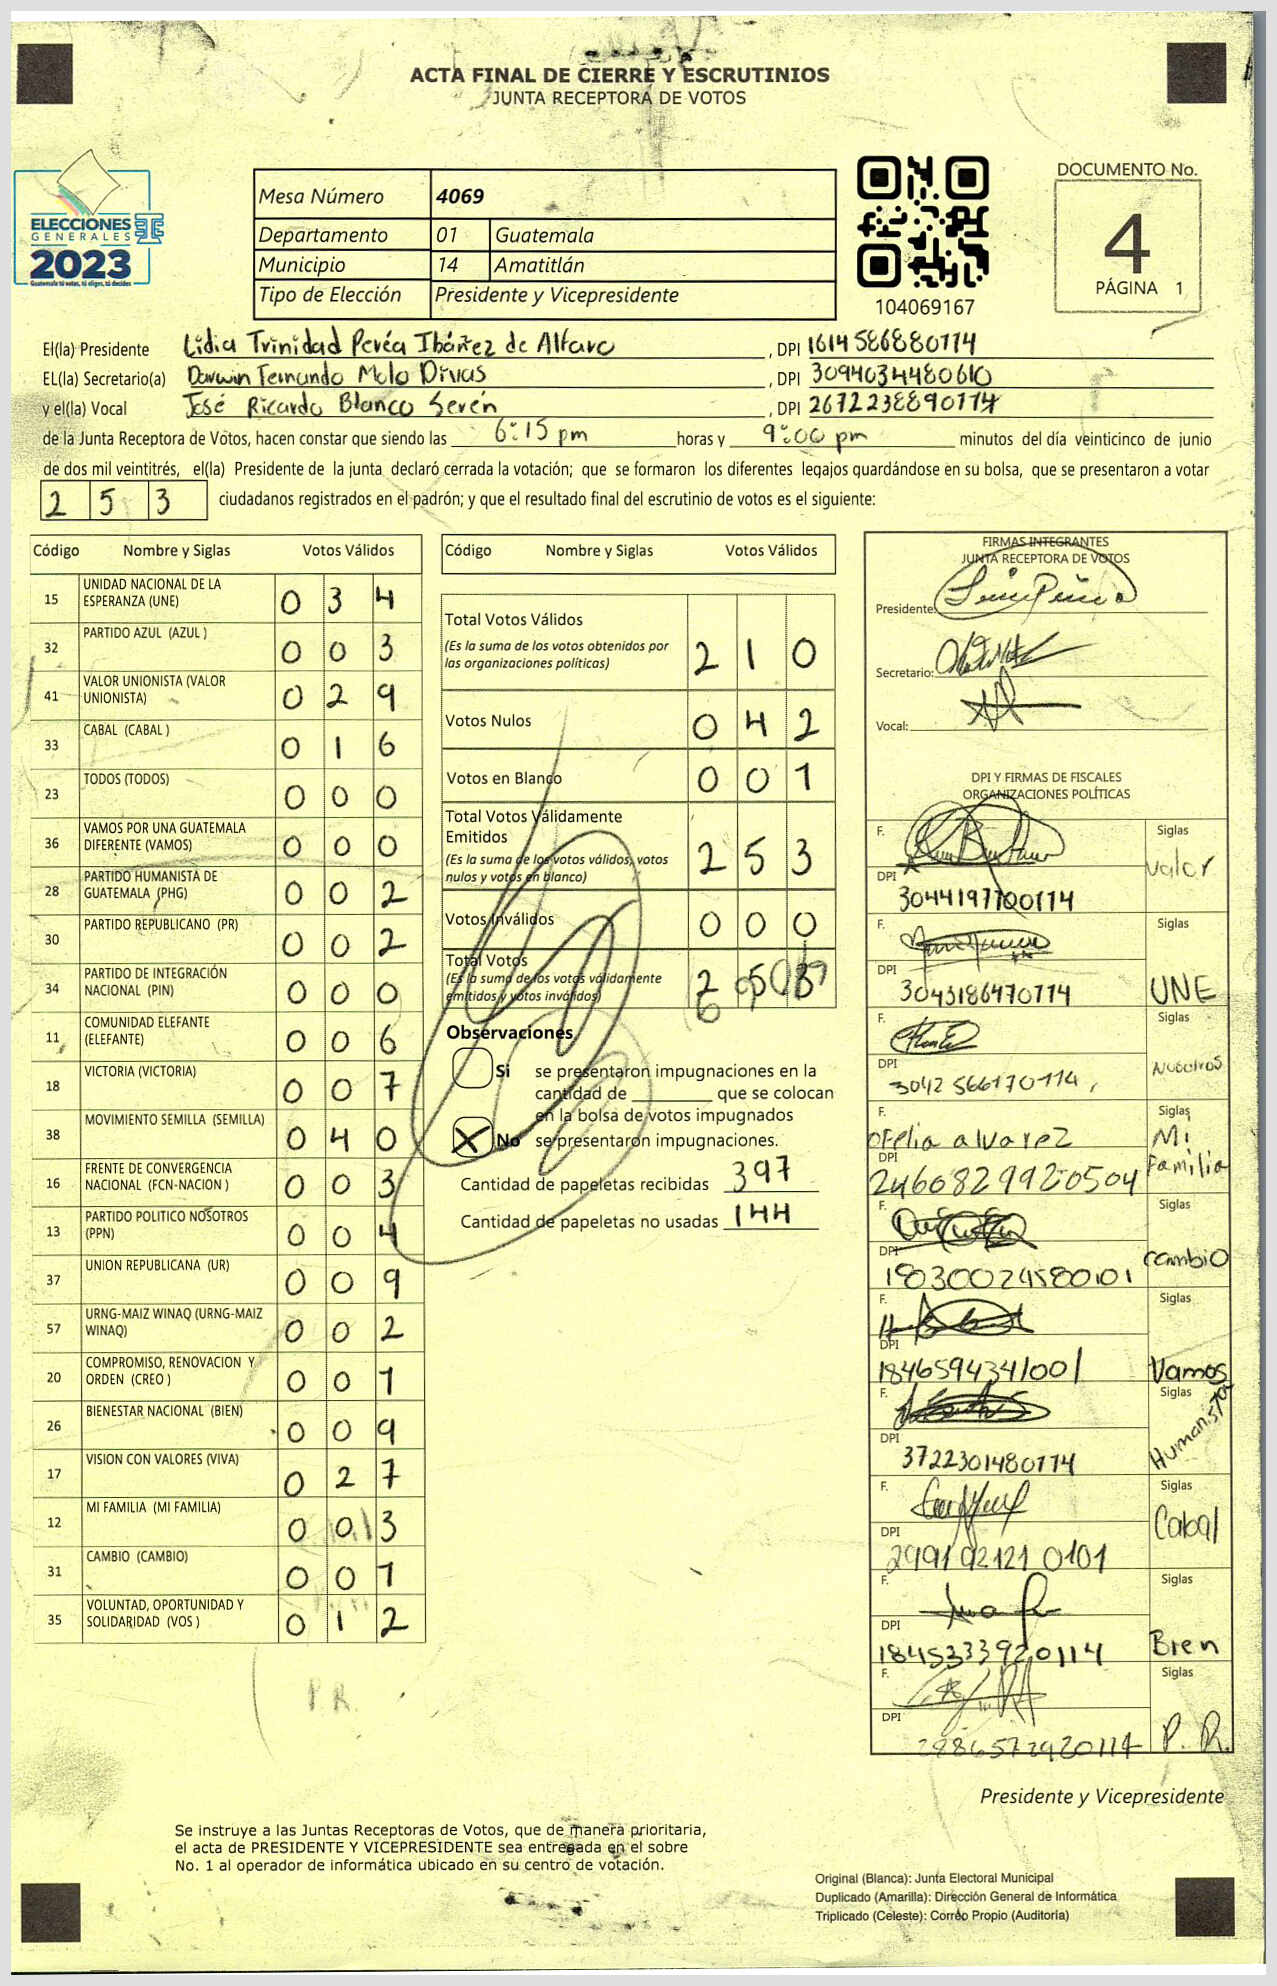 ACTA FINAL DE CIERRE Y ESCRUTINIOS
JUNTA RECEPTORA DE VOTOS
ELECCIONES
GENERALES
2023
Guatemala tú votas, tú eliges, tú decides
Mesa Número 4069
Departamento 01 Guatemala
Municipio 14 Amatitlán
Tipo de Elección Presidente y Vicepresidente
104069167
DOCUMENTO No.
4
PÁGINA 1
El(la) Presidente Lidia Trinidad Peréa Ibáñez de Alfaro, DPI 1614586880114
EL(la) Secretario(a) Darwin Fernando Melo Divas, DPI 3094034480610
y el(la) Vocal José Ricardo Blanco Serén, DPI 2672238890114
de la Junta Receptora de Votos, hacen constar que siendo las 6:15 pm horas y 9:00 pm minutos del día veinticinco de junio
de dos mil veintitrés, el(la) Presidente de la junta declaró cerrada la votación; que se formaron los diferentes legajos guardándose en su bolsa, que se presentaron a votar
2 5 3 ciudadanos registrados en el padrón; y que el resultado final del escrutinio de votos es el siguiente:
Código Nombre y Siglas Votos Válidos
15 UNIDAD NACIONAL DE LA ESPERANZA (UNE) 0 3 4
32 PARTIDO AZUL (AZUL ) 0 0 3
41 VALOR UNIONISTA (VALOR UNIONISTA) 0 2 9
33 CABAL (CABAL ) 0 1 6
23 TODOS (TODOS) 0 0 0
36 VAMOS POR UNA GUATEMALA DIFERENTE (VAMOS) 0 0 0
28 PARTIDO HUMANISTA DE GUATEMALA (PHG) 0 0 2
30 PARTIDO REPUBLICANO (PR) 0 0 2
34 PARTIDO DE INTEGRACIÓN NACIONAL (PIN) 0 0 0
11 COMUNIDAD ELEFANTE (ELEFANTE) 0 0 6
18 VICTORIA (VICTORIA) 0 0 7
38 MOVIMIENTO SEMILLA (SEMILLA) 0 4 0
16 FRENTE DE CONVERGENCIA NACIONAL (FCN-NACION ) 0 0 3
13 PARTIDO POLITICO NOSOTROS (PPN) 0 0 4
37 UNION REPUBLICANA (UR) 0 0 9
57 URNG-MAIZ WINAQ (URNG-MAIZ WINAQ) 0 0 2
20 COMPROMISO, RENOVACION Y ORDEN (CREO ) 0 0 1
26 BIENESTAR NACIONAL (BIEN) 0 0 9
17 VISION CON VALORES (VIVA) 0 2 7
12 MI FAMILIA (MI FAMILIA) 0 0 3
31 CAMBIO (CAMBIO) 0 0 1
35 VOLUNTAD, OPORTUNIDAD Y SOLIDARIDAD (VOS ) 0 1 2
P.R.
Código Nombre y Siglas Votos Válidos
Total Votos Válidos 2 1 0
(Es la suma de los votos obtenidos por
las organizaciones políticas)
Votos Nulos 0 4 2
Votos en Blanco 0 0 1
Total Votos Válidamente
Emitidos 2 5 3
(Es la suma de los votos válidos, votos
nulos y votos en blanco)
Votos Inválidos 0 0 0
Total Votos 2 5 3
(Es la suma de los votos válidamente
emitidos y votos inválidos)
Observaciones
Si se presentaron impugnaciones en la
cantidad de ________ que se colocan
en la bolsa de votos impugnados
X No se presentaron impugnaciones.
Cantidad de papeletas recibidas 397
Cantidad de papeletas no usadas 144
FIRMAS INTEGRANTES
JUNTA RECEPTORA DE VOTOS
Presidente:
Secretario:
Vocal:
DPI Y FIRMAS DE FISCALES
ORGANIZACIONES POLÍTICAS
F. Siglas Valor
DPI 3044197700114
F. Siglas UNE
DPI 3043186470114
F. Siglas Nosotros
DPI 3042566170114
F. Ofelia alvarez Siglas Mi Familia
DPI 2460829920504
F. Siglas Cambio
DPI 18030024580101
F. Siglas Vamos
DPI 1846594341001
F. Siglas Humanista
DPI 3722301480114
F. Siglas Cabal
DPI 2991921210101
F. Siglas Bien
DPI 1845333920114
F. Siglas P. R.
DPI 2986572920114
Presidente y Vicepresidente
Se instruye a las Juntas Receptoras de Votos, que de manera prioritaria,
el acta de PRESIDENTE Y VICEPRESIDENTE sea entregada en el sobre
No. 1 al operador de informática ubicado en su centro de votación.
Original (Blanca): Junta Electoral Municipal
Duplicado (Amarilla): Dirección General de Informática
Triplicado (Celeste): Correo Propio (Auditoría)